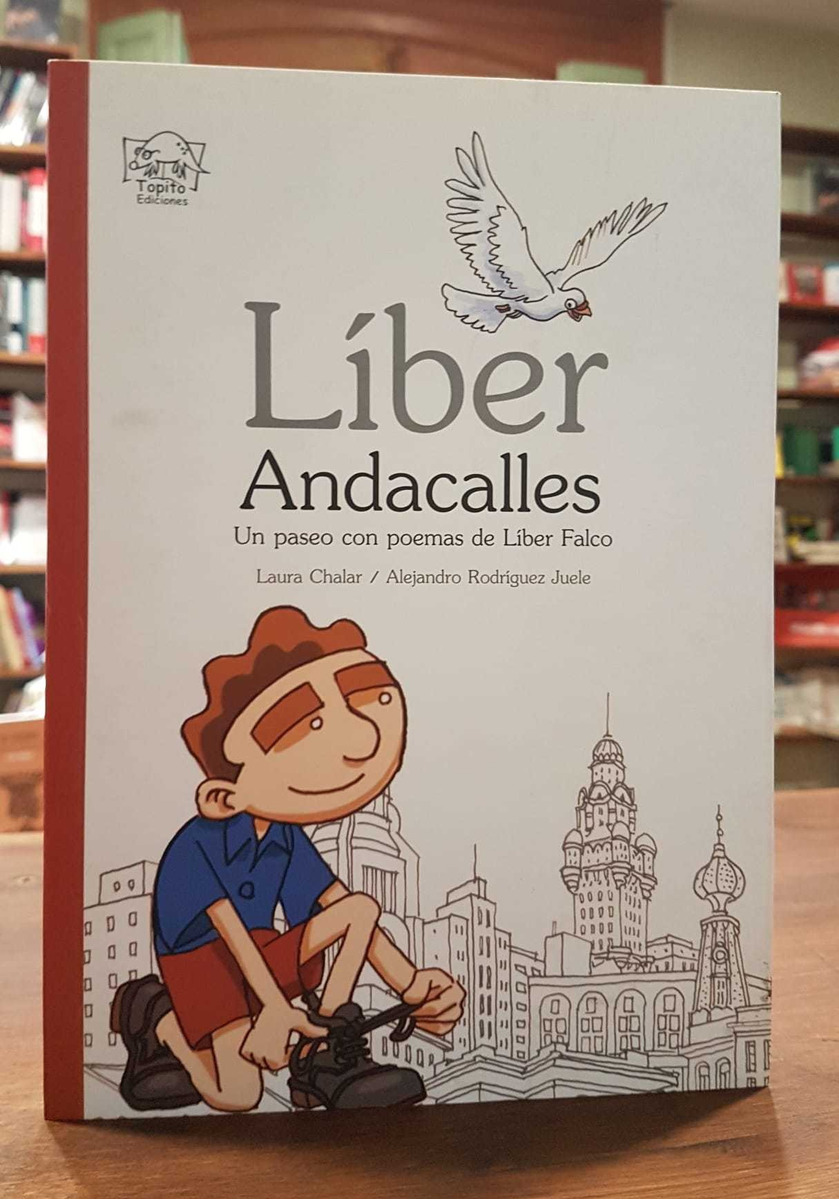 Topito
Ediciones
Líber
Andacalles
Un paseo con poemas de Líber Falco
Laura Chalar / Alejandro Rodríguez Juele